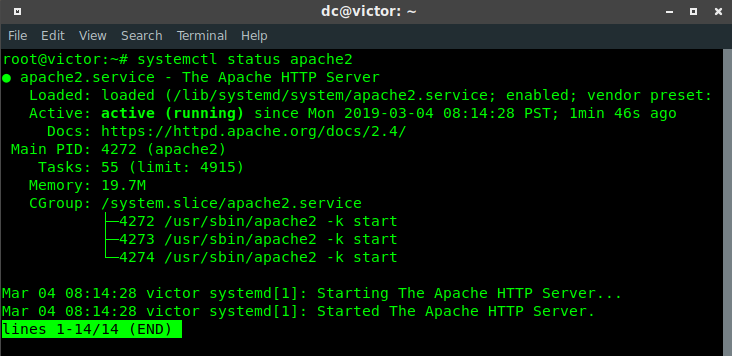 dc@victor: ~
File Edit View Search Terminal Help
root@victor:~# systemctl status apache2
● apache2.service - The Apache HTTP Server
   Loaded: loaded (/lib/systemd/system/apache2.service; enabled; vendor preset:
   Active: active (running) since Mon 2019-03-04 08:14:28 PST; 1min 46s ago
     Docs: https://httpd.apache.org/docs/2.4/
 Main PID: 4272 (apache2)
    Tasks: 55 (limit: 4915)
   Memory: 19.7M
   CGroup: /system.slice/apache2.service
           ├─4272 /usr/sbin/apache2 -k start
           ├─4273 /usr/sbin/apache2 -k start
           └─4274 /usr/sbin/apache2 -k start
Mar 04 08:14:28 victor systemd[1]: Starting The Apache HTTP Server...
Mar 04 08:14:28 victor systemd[1]: Started The Apache HTTP Server.
lines 1-14/14 (END)